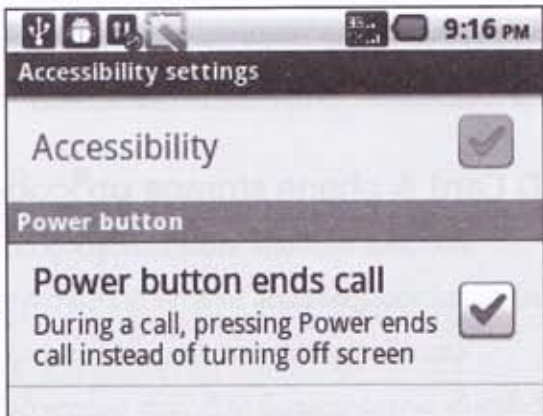 9:16 PM
Accessibility settings
Accessibility
Power button
Power button ends call
During a call, pressing Power ends
call instead of turning off screen